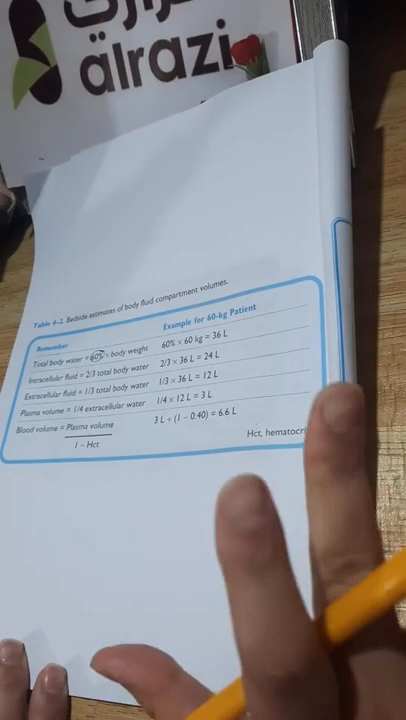 الرازي
alrazi
Table 6-2. Bedside estimates of body fluid compartment volumes.
Remember Example for 60-kg Patient
Total body water = 60% × body weight 60% × 60 kg = 36 L
Intracellular fluid = 2/3 total body water 2/3 × 36 L = 24 L
Extracellular fluid = 1/3 total body water 1/3 × 36 L = 12 L
Plasma volume = 1/4 extracellular water 1/4 × 12 L = 3 L
Blood volume = Plasma volume 3 L ÷ (1 − 0.40) = 6.6 L
1 − Hct
Hct,